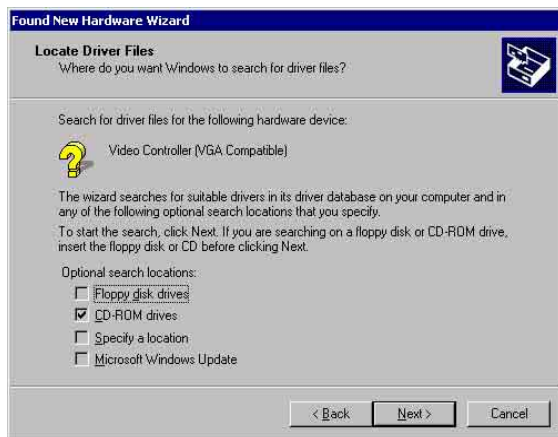 Found New Hardware Wizard
Locate Driver Files
Where do you want Windows to search for driver files?
Search for driver files for the following hardware device:
Video Controller (VGA Compatible)
The wizard searches for suitable drivers in its driver database on your computer and in
any of the following optional search locations that you specify.
To start the search, click Next. If you are searching on a floppy disk or CD-ROM drive,
insert the floppy disk or CD before clicking Next.
Optional search locations:
Floppy disk drives
CD-ROM drives
Specify a location
Microsoft Windows Update
< Back Next > Cancel